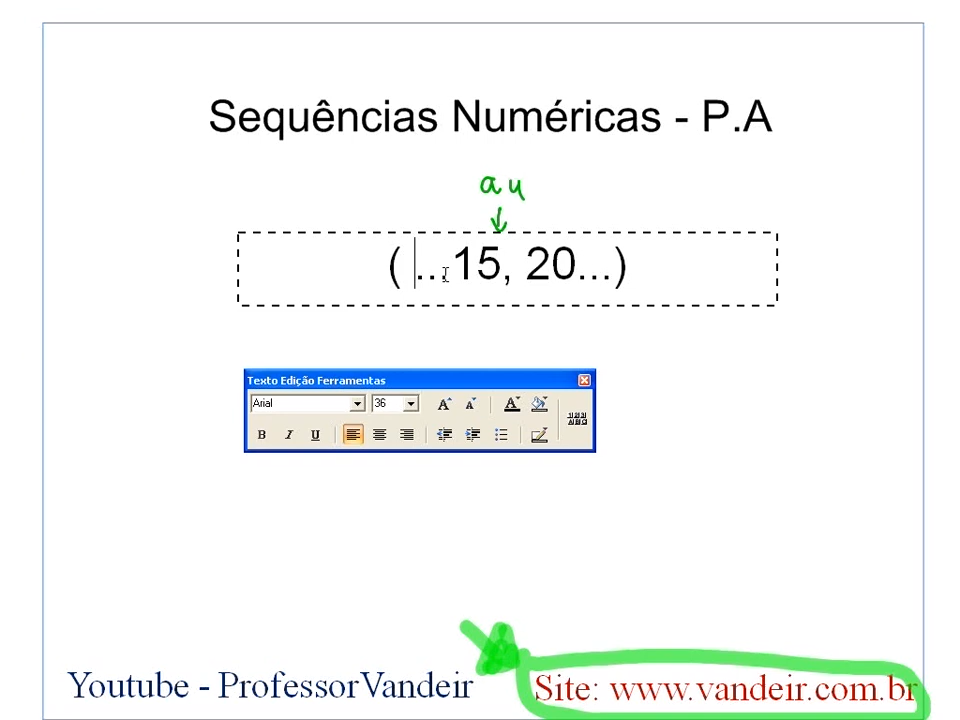 Sequências Numéricas - P.A
a4
( ...15, 20...)
Texto Edição Ferramentas
Arial 36 A A A
B I U
Youtube - ProfessorVandeir
Site: www.vandeir.com.br